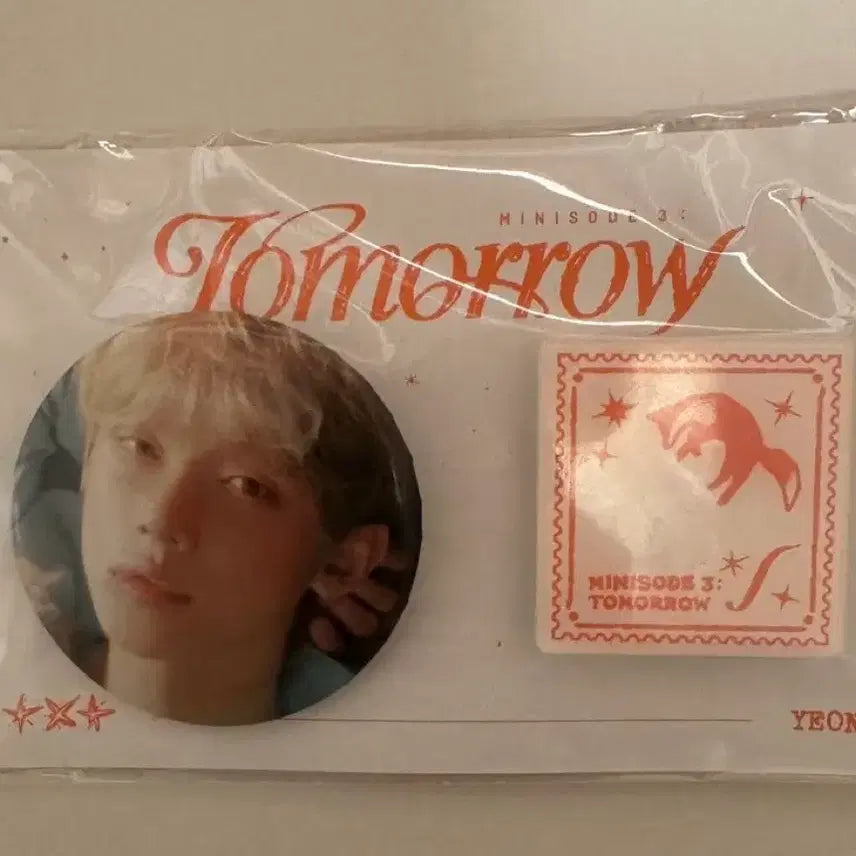 MINISODE 3:
Tomorrow
MINISODE 3:
TOMORROW
YEON